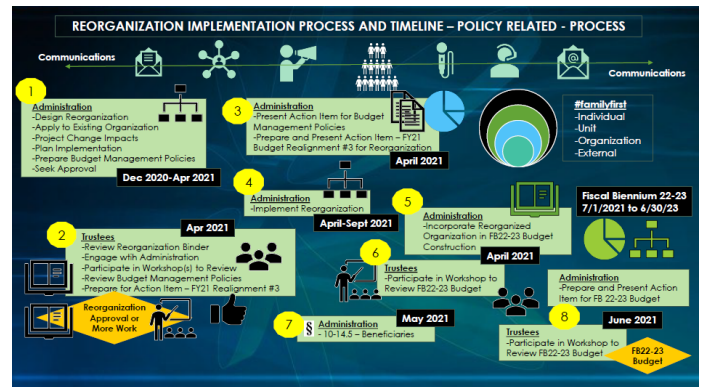 REORGANIZATION IMPLEMENTATION PROCESS AND TIMELINE – POLICY RELATED - PROCESS
Communications
Communications
1
Administration
-Design Reorganization
-Apply to Existing Organization
-Project Change Impacts
-Plan Implementation
-Prepare Budget Management Policies
-Seek Approval
Dec 2020-Apr 2021
2
Apr 2021
Trustees
-Review Reorganization Binder
-Engage with Administration
-Participate in Workshop(s) to Review
-Review Budget Management Policies
-Prepare for Action Item – FY21 Realignment #3
Reorganization
Approval or
More Work
3
Administration
-Present Action Item for Budget
Management Policies
-Prepare and Present Action Item – FY21
Budget Realignment #3 for Reorganization
April 2021
4
Administration
-Implement Reorganization
April-Sept 2021
5
Administration
-Incorporate Reorganized
Organization in FB22-23 Budget
Construction
April 2021
6
Trustees
-Participate in Workshop to
Review FB22-23 Budget
May 2021
7
§
Administration
- 10-14.5 – Beneficiaries
#familyfirst
-Individual
-Unit
-Organization
-External
Fiscal Biennium 22-23
7/1/2021 to 6/30/23
Administration
-Prepare and Present Action
Item for FB 22-23 Budget
June 2021
8
Trustees
-Participate in Workshop to
Review FB22-23 Budget
FB22-23
Budget